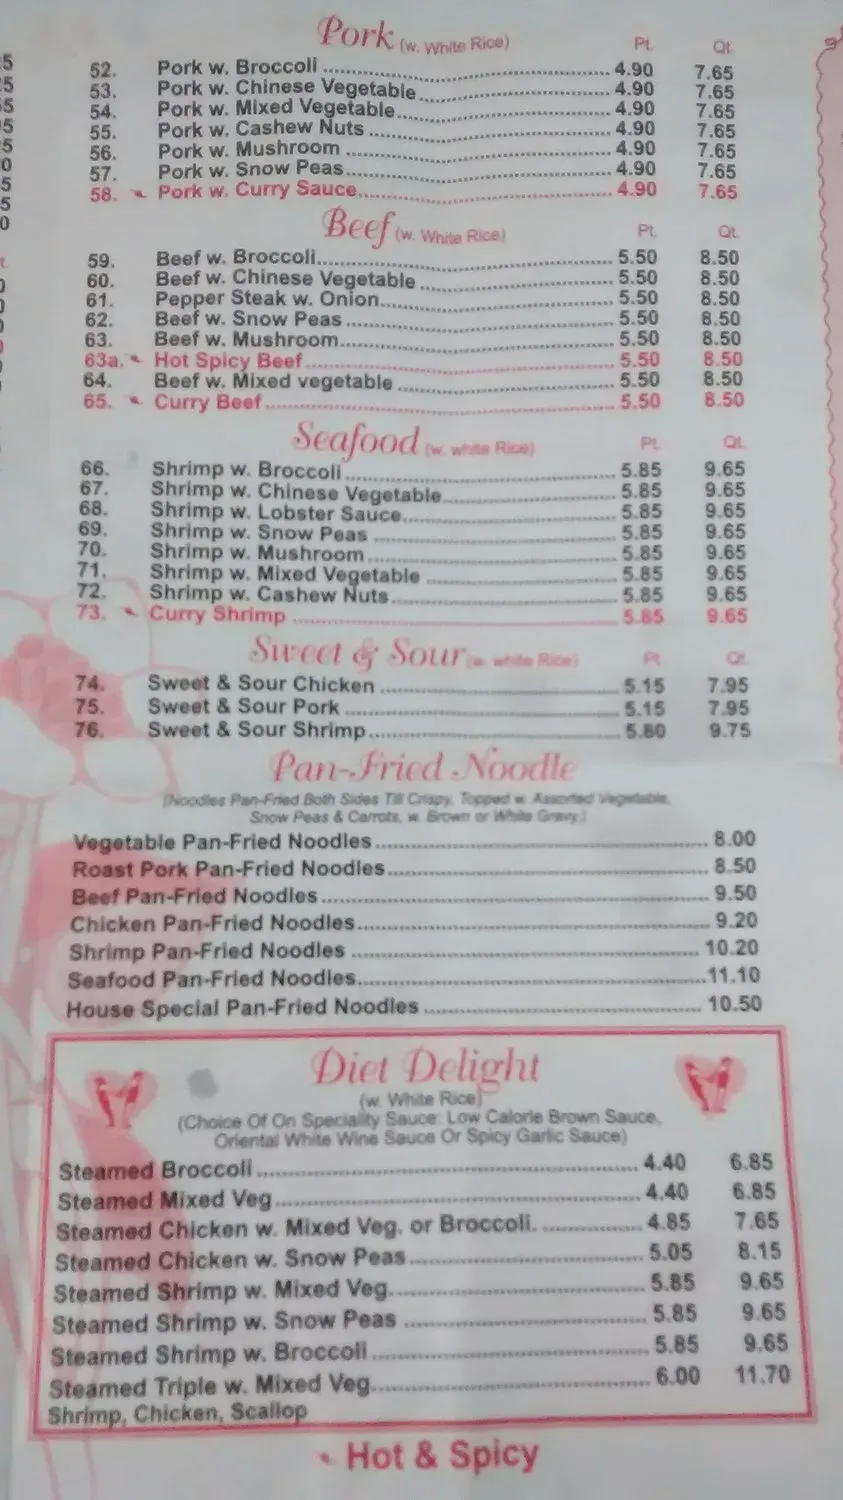 Pork (w. White Rice) Pt. Qt.
52. Pork w. Broccoli 4.90 7.65
53. Pork w. Chinese Vegetable 4.90 7.65
54. Pork w. Mixed Vegetable 4.90 7.65
55. Pork w. Cashew Nuts 4.90 7.65
56. Pork w. Mushroom 4.90 7.65
57. Pork w. Snow Peas 4.90 7.65
58. Pork w. Curry Sauce 4.90 7.65
Beef (w. White Rice) Pt. Qt.
59. Beef w. Broccoli 5.50 8.50
60. Beef w. Chinese Vegetable 5.50 8.50
61. Pepper Steak w. Onion 5.50 8.50
62. Beef w. Snow Peas 5.50 8.50
63. Beef w. Mushroom 5.50 8.50
63a. Hot Spicy Beef 5.50 8.50
64. Beef w. Mixed vegetable 5.50 8.50
65. Curry Beef 5.50 8.50
Seafood (w. white Rice) Pt. Qt.
66. Shrimp w. Broccoli 5.85 9.65
67. Shrimp w. Chinese Vegetable 5.85 9.65
68. Shrimp w. Lobster Sauce 5.85 9.65
69. Shrimp w. Snow Peas 5.85 9.65
70. Shrimp w. Mushroom 5.85 9.65
71. Shrimp w. Mixed Vegetable 5.85 9.65
72. Shrimp w. Cashew Nuts 5.85 9.65
73. Curry Shrimp 5.85 9.65
Sweet & Sour (w. white Rice) Pt. Qt.
74. Sweet & Sour Chicken 5.15 7.95
75. Sweet & Sour Pork 5.15 7.95
76. Sweet & Sour Shrimp 5.80 9.75
Pan-Fried Noodle
(Noodles Pan-Fried Both Sides Till Crispy, Topped w. Assorted Vegetable,
Snow Peas & Carrots, w. Brown or White Gravy.)
Vegetable Pan-Fried Noodles 8.00
Roast Pork Pan-Fried Noodles 8.50
Beef Pan-Fried Noodles 9.50
Chicken Pan-Fried Noodles 9.20
Shrimp Pan-Fried Noodles 10.20
Seafood Pan-Fried Noodles 11.10
House Special Pan-Fried Noodles 10.50
Diet Delight
(w. White Rice)
(Choice Of On Speciality Sauce: Low Calorie Brown Sauce,
Oriental White Wine Sauce Or Spicy Garlic Sauce)
Steamed Broccoli 4.40 6.85
Steamed Mixed Veg 4.40 6.85
Steamed Chicken w. Mixed Veg. or Broccoli. 4.85 7.65
Steamed Chicken w. Snow Peas 5.05 8.15
Steamed Shrimp w. Mixed Veg. 5.85 9.65
Steamed Shrimp w. Snow Peas 5.85 9.65
Steamed Shrimp w. Broccoli 5.85 9.65
Steamed Triple w. Mixed Veg. 6.00 11.70
Shrimp, Chicken, Scallop
Hot & Spicy